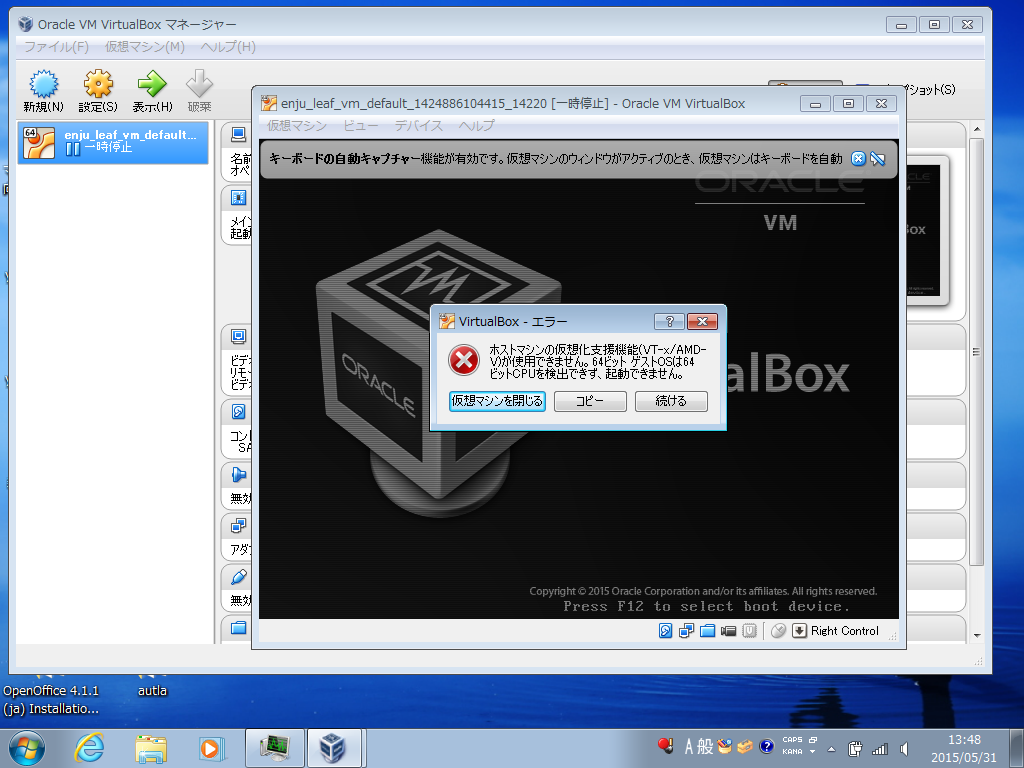 Oracle VM VirtualBox マネージャー
ファイル(F) 仮想マシン(M) ヘルプ(H)
新規(N) 設定(S) 表示(H) 破棄
プショット(S)
64
enju_leaf_vm_default...
一時停止
名前
オペ
メイン
起動
ビデオ
リモー
ビデオ
コント
SA
無効
アダ
無効
enju_leaf_vm_default_1424886104415_14220 [一時停止] - Oracle VM VirtualBox
仮想マシン ビュー デバイス ヘルプ
キーボードの自動キャプチャー機能が有効です。仮想マシンのウィンドウがアクティブのとき、仮想マシンはキーボードを自動
ORACLE
VM
ORACLE
alBox
Box
VirtualBox - エラー
ホストマシンの仮想化支援機能(VT-x/AMD-
V)が使用できません。64ビット ゲストOSは64
ビットCPUを検出できず、起動できません。
仮想マシンを閉じる コピー 続ける
Copyright © 2015 Oracle Corporation and/or its affiliates. All rights reserved.
Press F12 to select boot device.
Right Control
OpenOffice 4.1.1
(ja) Installatio...
autla
A 般
CAPS
KANA
13:48
2015/05/31